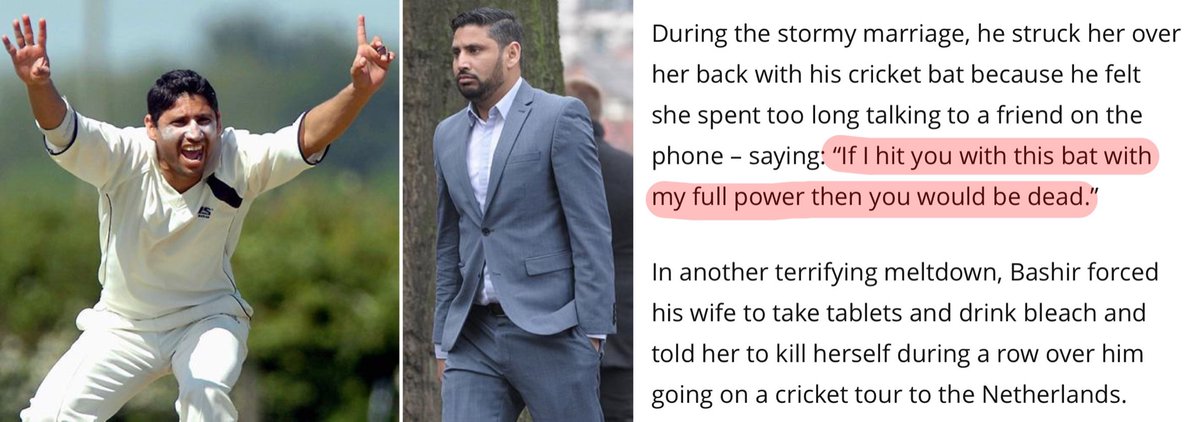 During the stormy marriage, he struck her over
her back with his cricket bat because he felt
she spent too long talking to a friend on the
phone – saying: “If I hit you with this bat with
my full power then you would be dead.”
In another terrifying meltdown, Bashir forced
his wife to take tablets and drink bleach and
told her to kill herself during a row over him
going on a cricket tour to the Netherlands.